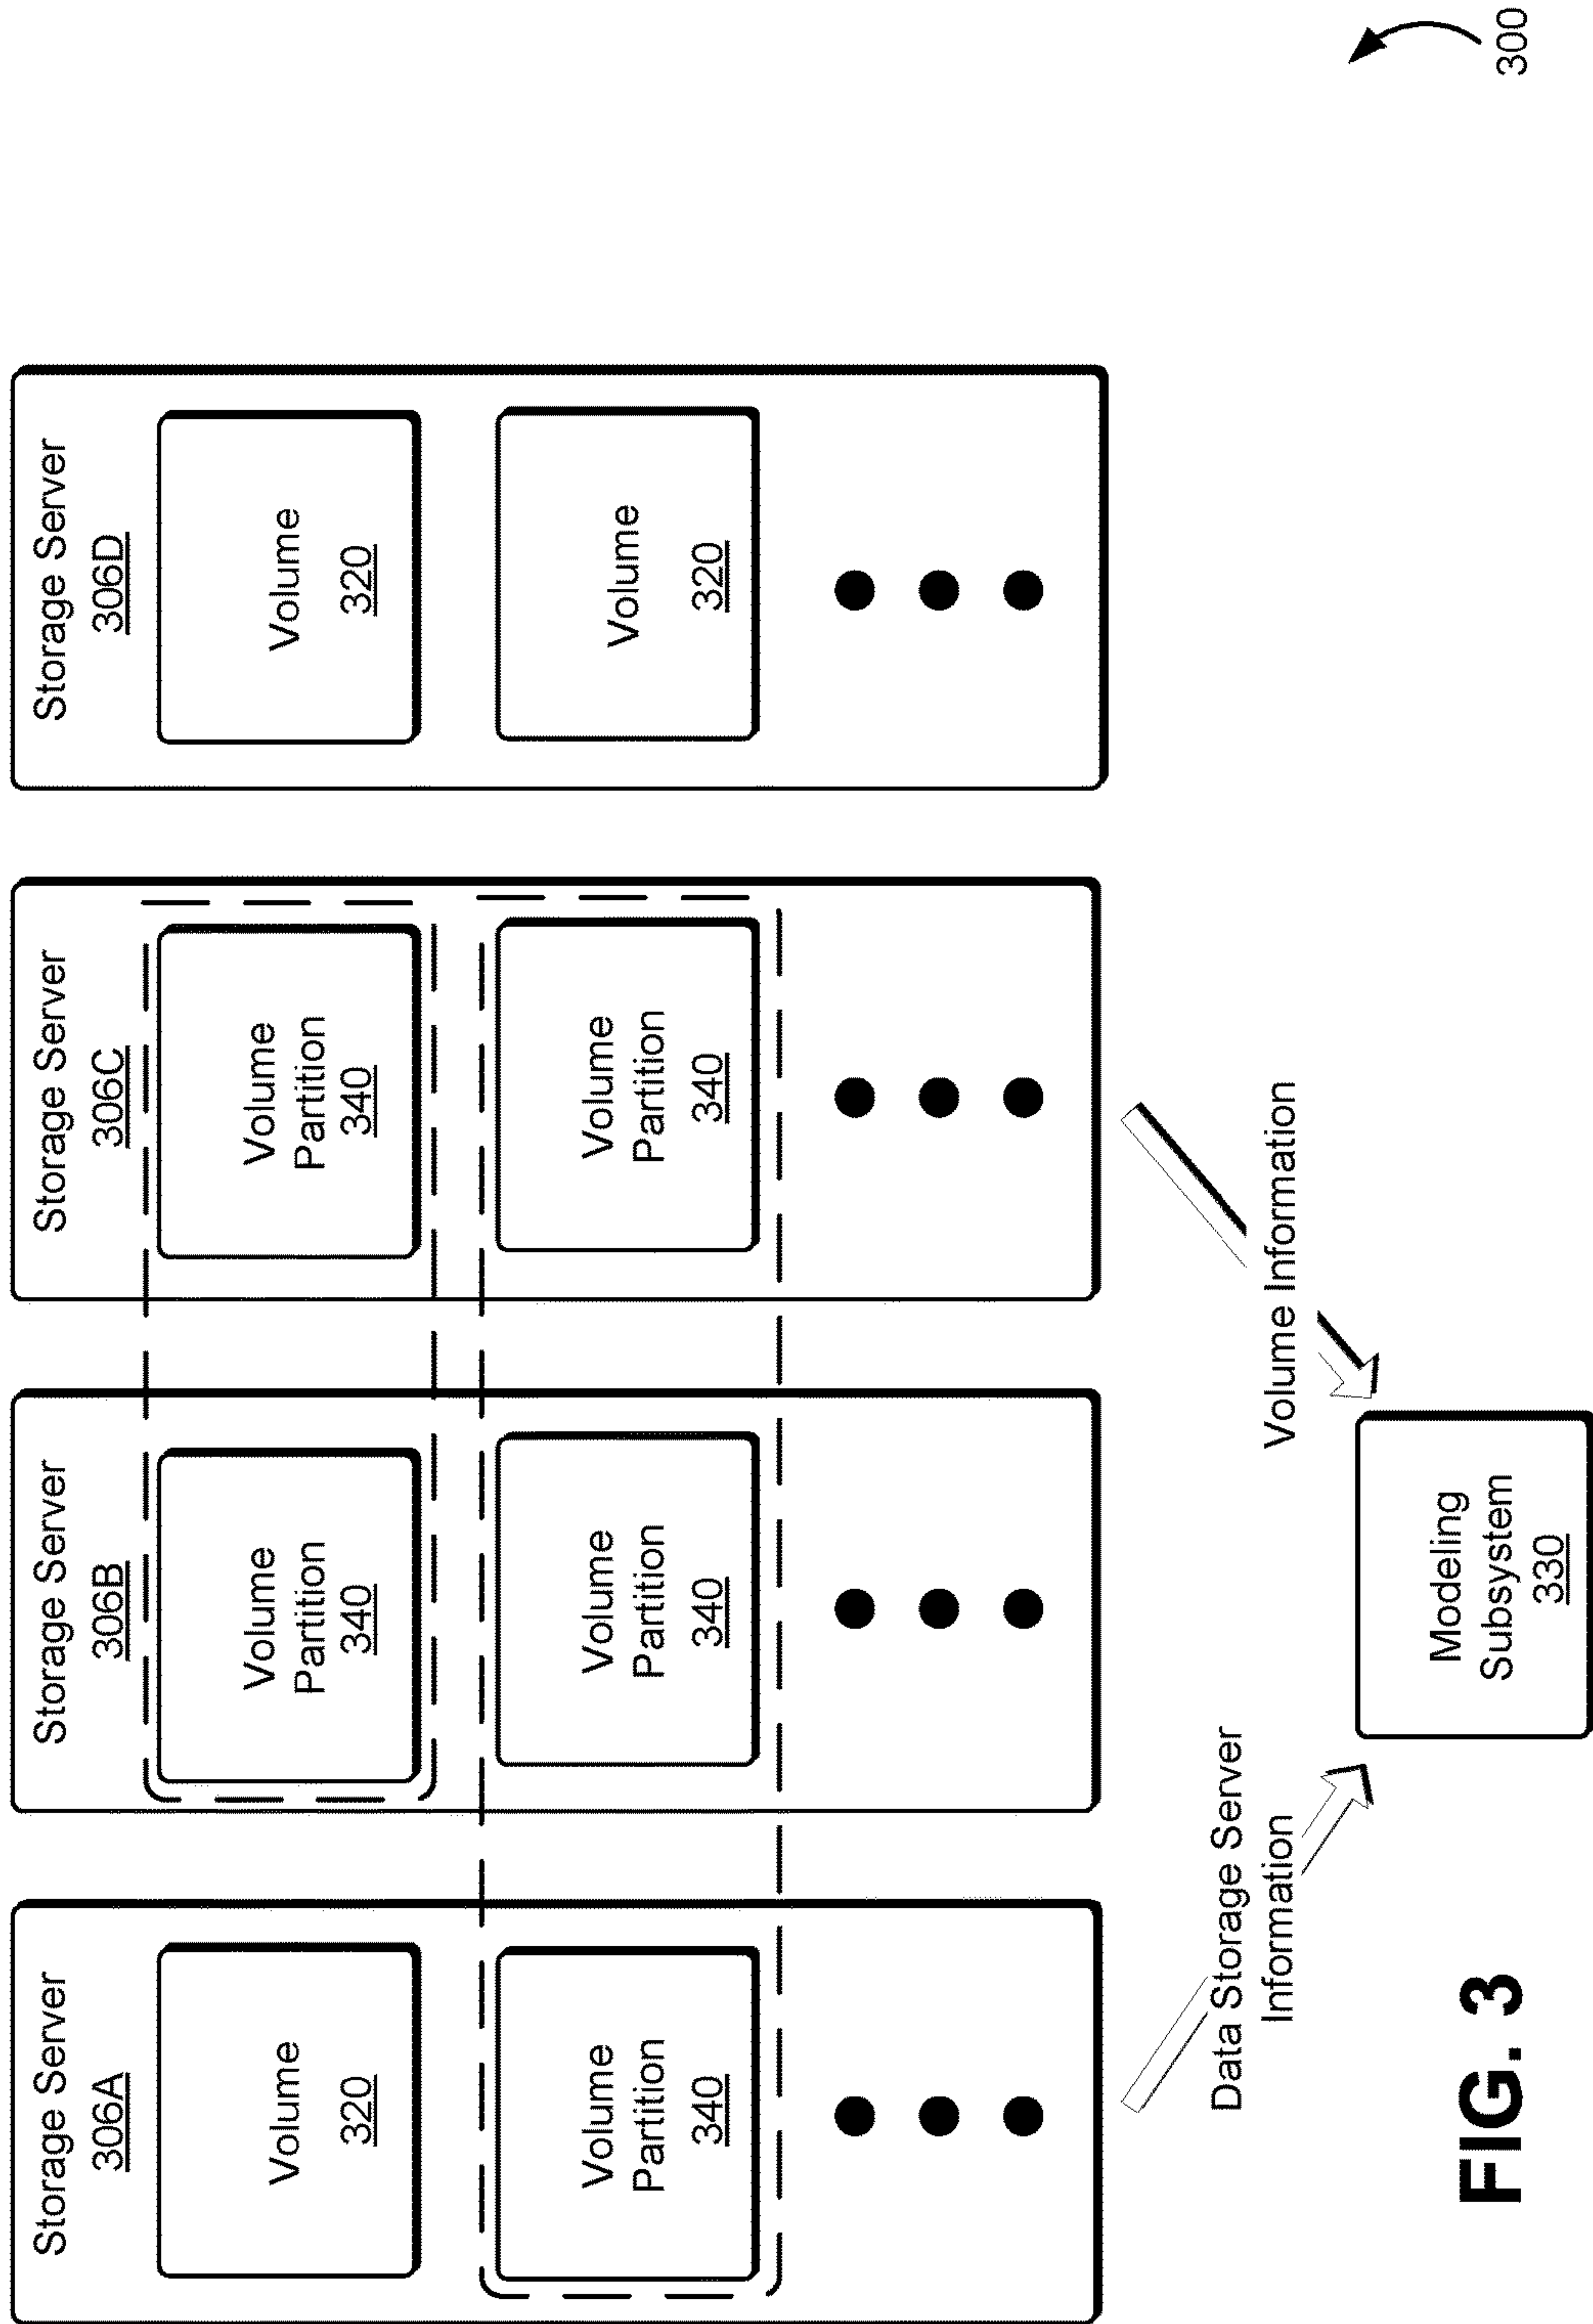 Storage Server
306A
Volume
320
Volume
Partition
340
Storage Server
306B
Volume
Partition
340
Volume
Partition
340
Storage Server
306C
Volume
Partition
340
Volume
Partition
340
Storage Server
306D
Volume
320
Volume
320
Data Storage Server
Information
Volume Information
Modeling
Subsystem
330
FIG. 3
300